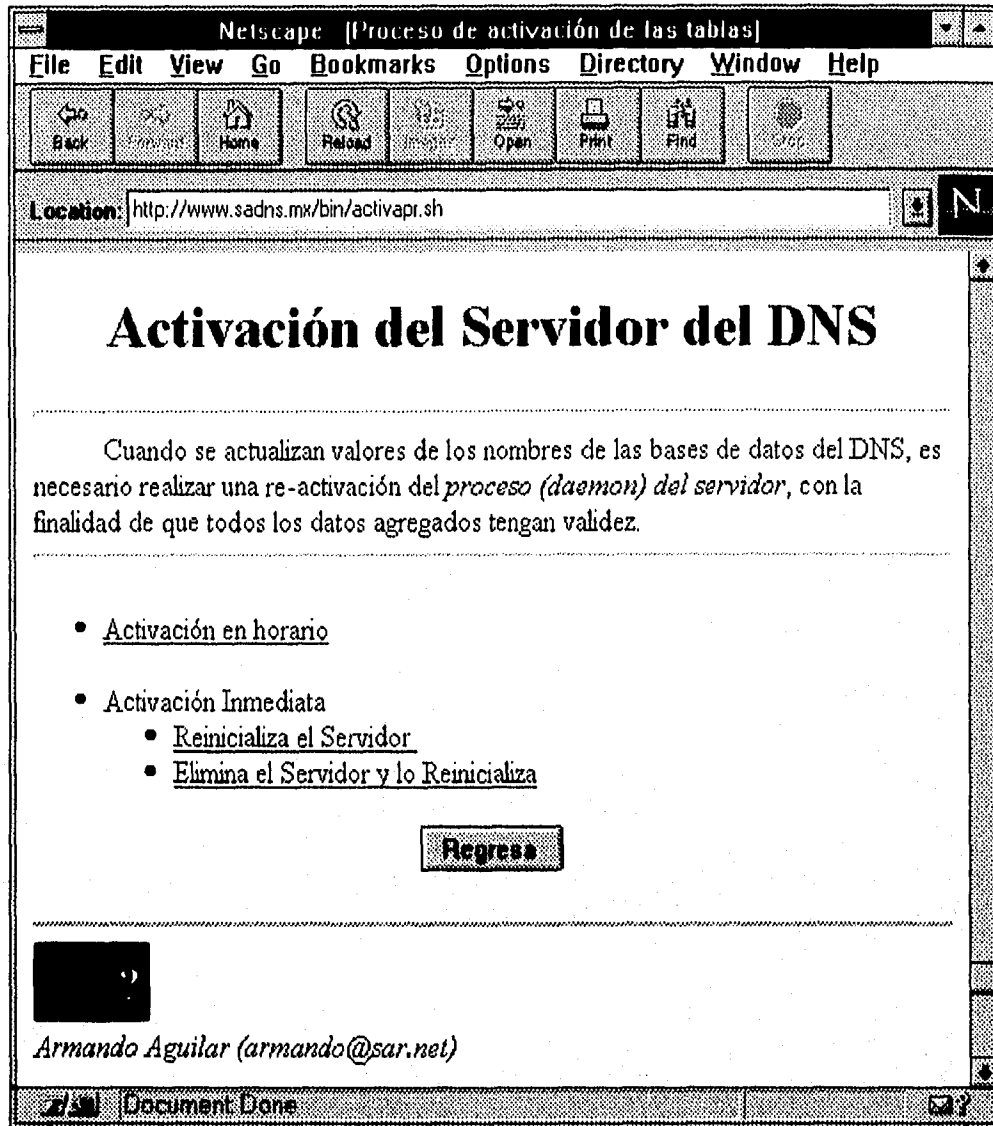 Netscape [Proceso de activación de las tablas]
File Edit View Go Bookmarks Options Directory Window Help
Back Forward Home Reload Images Open Print Find Stop
Location: http://www.sadns.mx/bin/activapr.sh
N
Activación del Servidor del DNS
Cuando se actualizan valores de los nombres de las bases de datos del DNS, es
necesario realizar una re-activación del proceso (daemon) del servidor, con la
finalidad de que todos los datos agregados tengan validez.
• Activación en horario
• Activación Inmediata
• Reinicializa el Servidor
• Elimina el Servidor y lo Reinicializa
Regresa
?
Armando Aguilar (armando@sar.net)
Document: Done
?